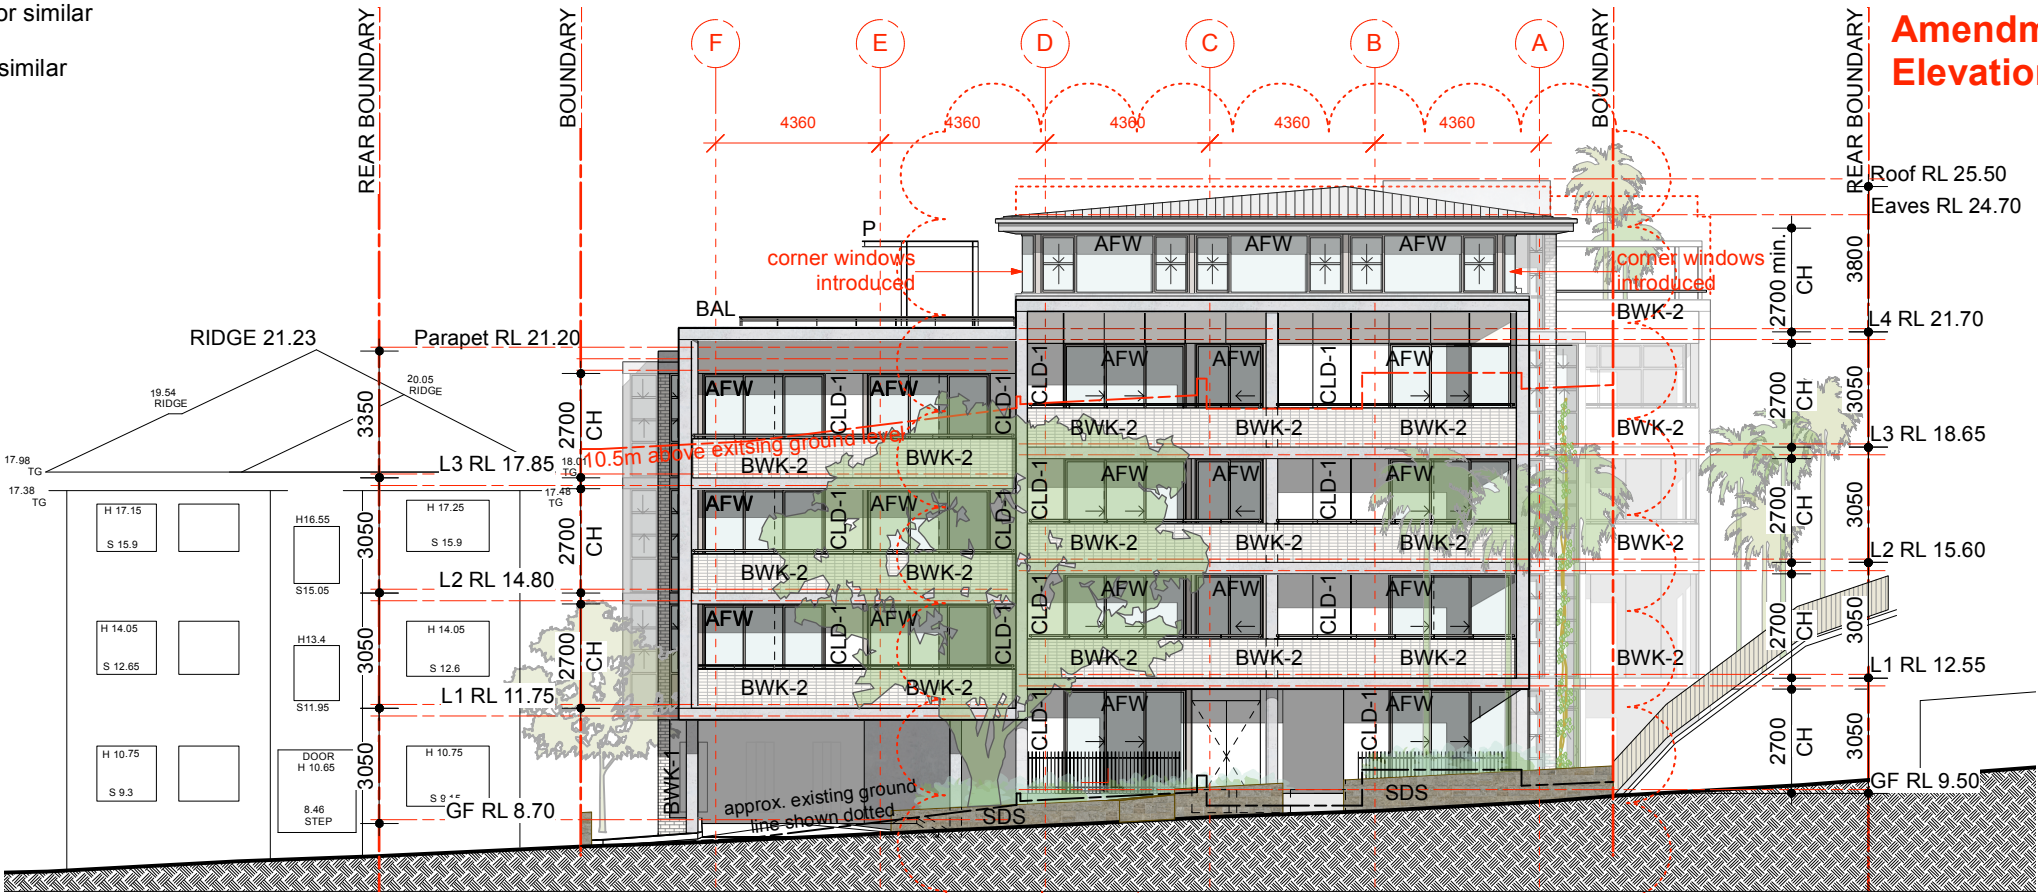 or similar
similar
REAR BOUNDARY
BOUNDARY
F
E
D
C
B
A
BOUNDARY
REAR BOUNDARY
Amendm
Elevation
4360
4360
4360
4360
4360
Roof RL 25.50
Eaves RL 24.70
P
corner windows
introduced
AFW
AFW
AFW
corner windows
introduced
2700 min.
CH
3800
BAL
BWK-2
L4 RL 21.70
RIDGE 21.23
Parapet RL 21.20
19.54
RIDGE
20.05
RIDGE
3350
2700
CH
AFW
CLD-1
AFW
CLD-1
CLD-1
AFW
AFW
CLD-1
AFW
2700
CH
3050
10.5m above exitsing ground level
BWK-2
BWK-2
BWK-2
BWK-2
BWK-2
BWK-2
L3 RL 18.65
17.98
TG
L3 RL 17.85
18.01
TG
17.38
TG
17.48
TG
H 17.15
S 15.9
H16.55
S15.05
H 17.25
S 15.9
3050
2700
CH
AFW
CLD-1
AFW
CLD-1
CLD-1
AFW
AFW
CLD-1
AFW
2700
CH
3050
BWK-2
BWK-2
BWK-2
BWK-2
L2 RL 15.60
L2 RL 14.80
BWK-2
BWK-2
H 14.05
S 12.65
H13.4
S11.95
H 14.05
S 12.6
3050
2700
CH
AFW
CLD-1
AFW
CLD-1
CLD-1
AFW
AFW
CLD-1
AFW
2700
CH
3050
BWK-2
BWK-2
BWK-2
BWK-2
L1 RL 12.55
L1 RL 11.75
BWK-2
BWK-2
H 10.75
S 9.3
DOOR
H 10.65
8.46
STEP
H 10.75
S 9.15
3050
BWK-1
CLD-1
AFW
CLD-1
AFW
2700
CH
3050
GF RL 8.70
approx. existing ground
line shown dotted
SDS
SDS
GF RL 9.50